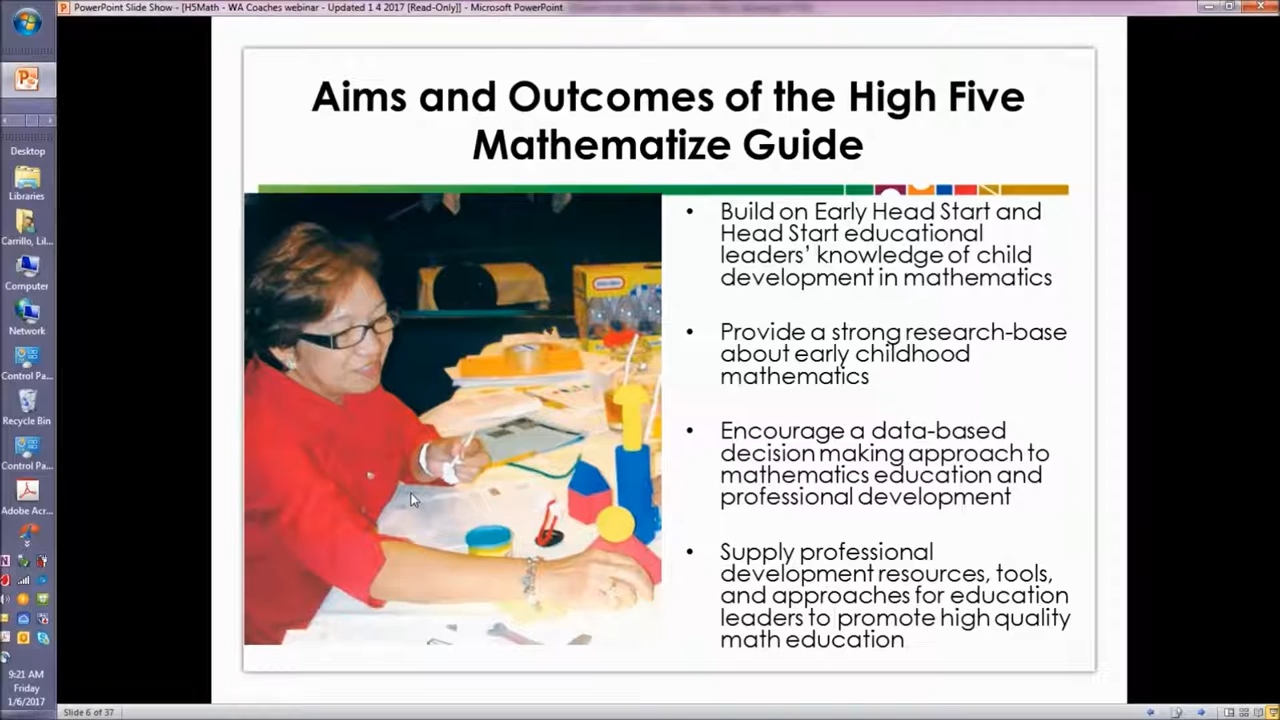 PowerPoint Slide Show - [H5Math - WA Coaches webinar - Updated 1 4 2017 [Read-Only]] - Microsoft PowerPoint
Desktop
Libraries
Carrillo, Lil...
Computer
Network
Control Pa...
Recycle Bin
Control Pa...
Adobe Acr...
9:21 AM
Friday
1/6/2017
Aims and Outcomes of the High Five
Mathematize Guide
• Build on Early Head Start and
Head Start educational
leaders’ knowledge of child
development in mathematics
• Provide a strong research-base
about early childhood
mathematics
• Encourage a data-based
decision making approach to
mathematics education and
professional development
• Supply professional
development resources, tools,
and approaches for education
leaders to promote high quality
math education
Slide 6 of 37